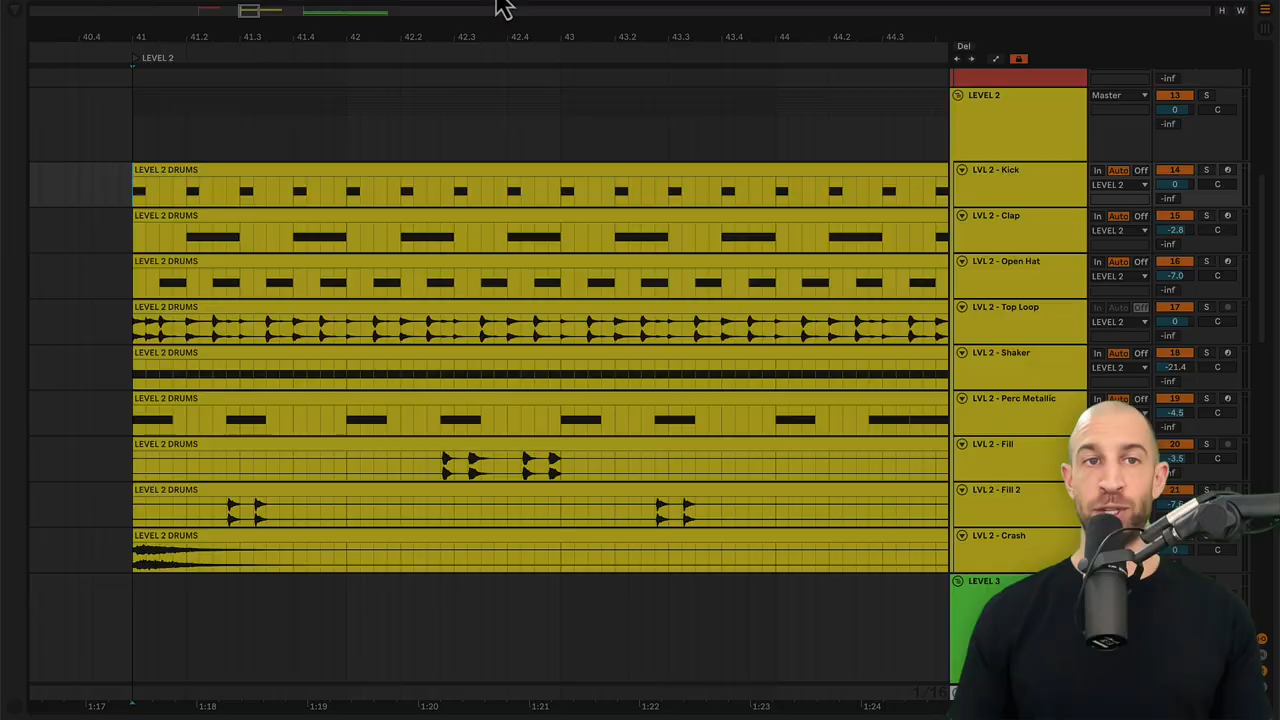 H W
40.4 41 41.2 41.3 41.4 42 42.2 42.3 42.4 43 43.2 43.3 43.4 44 44.2 44.3
Del
LEVEL 2
-inf
LEVEL 2 Master 13 S
0 C
-inf
LEVEL 2 DRUMS LVL 2 - Kick In Auto Off 14 S
LEVEL 2 0 C
-inf
LEVEL 2 DRUMS LVL 2 - Clap In Auto Off 15 S
LEVEL 2 -2.8 C
-inf
LEVEL 2 DRUMS LVL 2 - Open Hat In Auto Off 16 S
LEVEL 2 -7.0 C
-inf
LEVEL 2 DRUMS LVL 2 - Top Loop In Auto Off 17 S
LEVEL 2 0 C
-inf
LEVEL 2 DRUMS LVL 2 - Shaker In Auto Off 18 S
LEVEL 2 -21.4 C
-inf
LEVEL 2 DRUMS LVL 2 - Perc Metallic In Auto Off 19 S
-4.5 C
-inf
LEVEL 2 DRUMS LVL 2 - Fill 20 S
-3.5 C
LEVEL 2 DRUMS LVL 2 - Fill 2 21 S
C
LEVEL 2 DRUMS LVL 2 - Crash
0 C
LEVEL 3
1/16
1:17 1:18 1:19 1:20 1:21 1:22 1:23 1:24